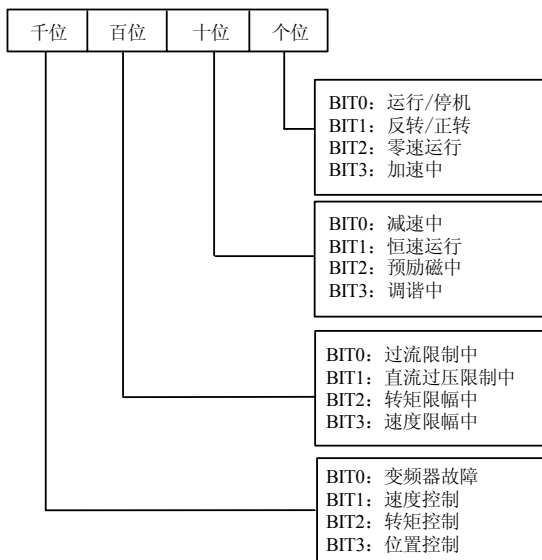 千位 百位 十位 个位
BIT0：运行/停机
BIT1：反转/正转
BIT2：零速运行
BIT3：加速中
BIT0：减速中
BIT1：恒速运行
BIT2：预励磁中
BIT3：调谐中
BIT0：过流限制中
BIT1：直流过压限制中
BIT2：转矩限幅中
BIT3：速度限幅中
BIT0：变频器故障
BIT1：速度控制
BIT2：转矩控制
BIT3：位置控制